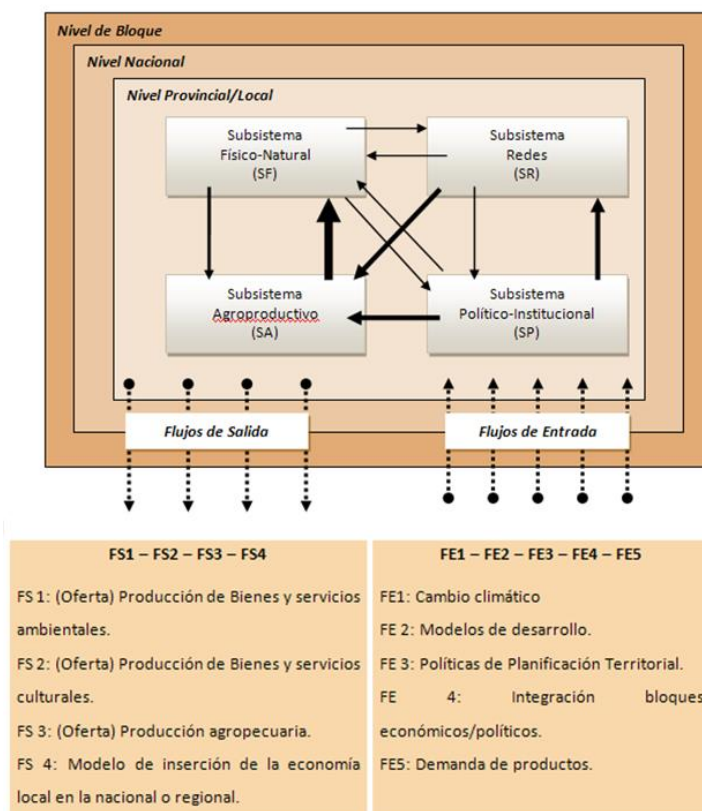 Nivel de Bloque
Nivel Nacional
Nivel Provincial/Local
Subsistema
Físico-Natural
(SF)
Subsistema
Redes
(SR)
Subsistema
Agroproductivo
(SA)
Subsistema
Político-Institucional
(SP)
Flujos de Salida
Flujos de Entrada
FS1 – FS2 – FS3 – FS4
FS 1: (Oferta) Producción de Bienes y servicios
ambientales.
FS 2: (Oferta) Producción de Bienes y servicios
culturales.
FS 3: (Oferta) Producción agropecuaria.
FS 4: Modelo de inserción de la economía
local en la nacional o regional.
FE1 – FE2 – FE3 – FE4 – FE5
FE1: Cambio climático
FE 2: Modelos de desarrollo.
FE 3: Políticas de Planificación Territorial.
FE 4: Integración bloques
económicos/políticos.
FE5: Demanda de productos.